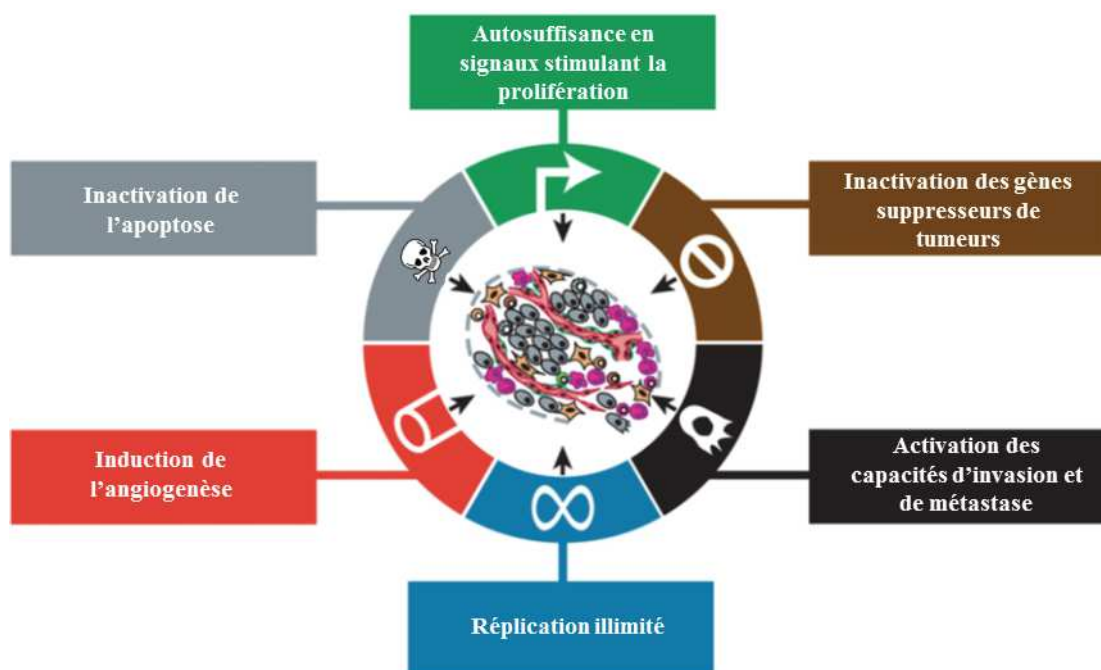 Autosuffisance en
signaux stimulant la
prolifération
Inactivation de
l'apoptose
Inactivation des gènes
suppresseurs de
tumeurs
Induction de
l'angiogenèse
Activation des
capacités d'invasion et
de métastase
Réplication illimité